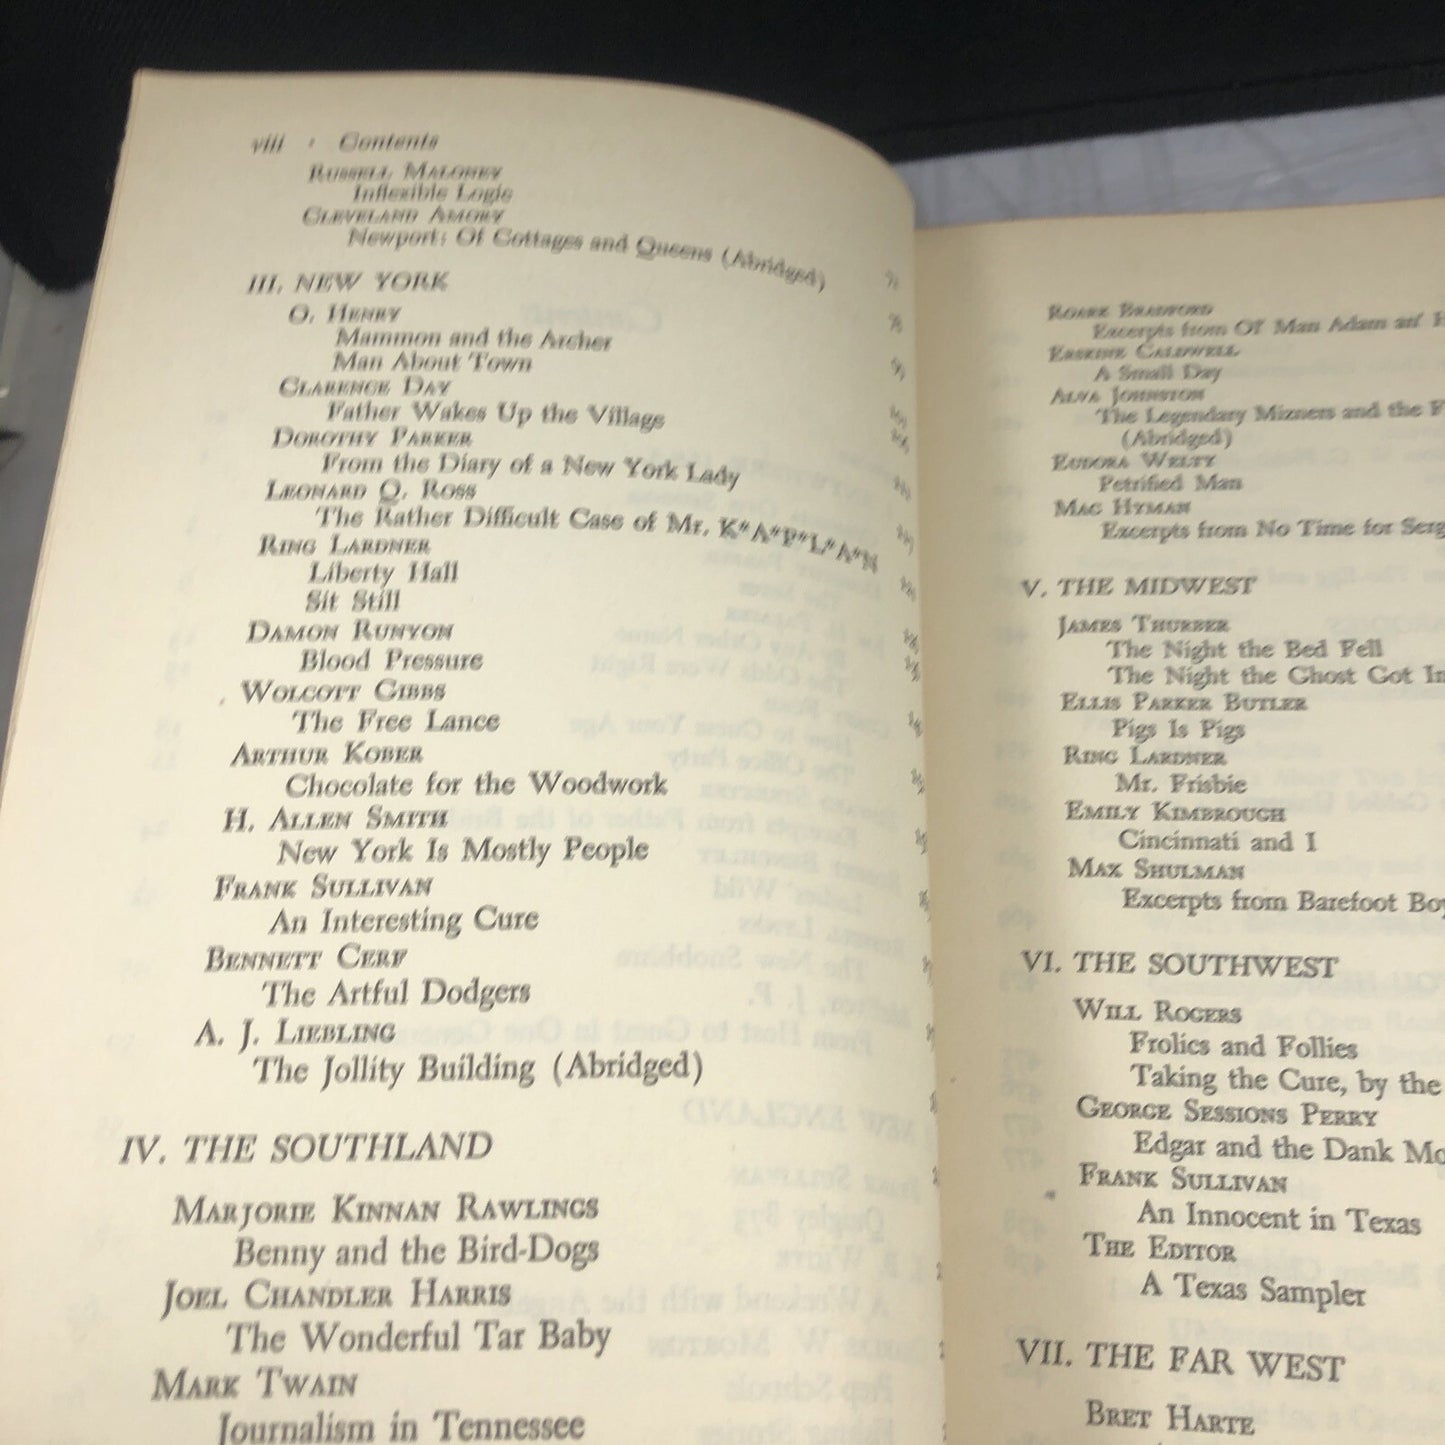 viii · Contents
RUSSELL MALONEY
Inflexible Logic
CLEVELAND AMORY
Newport: Of Cottages and Queens (Abridged)
III. NEW YORK
O. HENRY
Mammon and the Archer
Man About Town
CLARENCE DAY
Father Wakes Up the Village
DOROTHY PARKER
From the Diary of a New York Lady
LEONARD Q. ROSS
The Rather Difficult Case of Mr. K*A*P*L*A*N
RING LARDNER
Liberty Hall
Sit Still
DAMON RUNYON
Blood Pressure
WOLCOTT GIBBS
The Free Lance
ARTHUR KOBER
Chocolate for the Woodwork
H. ALLEN SMITH
New York Is Mostly People
FRANK SULLIVAN
An Interesting Cure
BENNETT CERF
The Artful Dodgers
A. J. LIEBLING
The Jollity Building (Abridged)
IV. THE SOUTHLAND
MARJORIE KINNAN RAWLINGS
Benny and the Bird-Dogs
JOEL CHANDLER HARRIS
The Wonderful Tar Baby
MARK TWAIN
Journalism in Tennessee
ROARK BRADFORD
Excerpts from Ol' Man Adam an' H
ERSKINE CALDWELL
A Small Day
ALVA JOHNSTON
The Legendary Mizners and the F
(Abridged)
EUDORA WELTY
Petrified Man
MAC HYMAN
Excerpts from No Time for Serg
V. THE MIDWEST
JAMES THURBER
The Night the Bed Fell
The Night the Ghost Got In
ELLIS PARKER BUTLER
Pigs Is Pigs
RING LARDNER
Mr. Frisbie
EMILY KIMBROUGH
Cincinnati and I
MAX SHULMAN
Excerpts from Barefoot Boy
VI. THE SOUTHWEST
WILL ROGERS
Frolics and Follies
Taking the Cure, by the
GEORGE SESSIONS PERRY
Edgar and the Dank Mo
FRANK SULLIVAN
An Innocent in Texas
THE EDITOR
A Texas Sampler
VII. THE FAR WEST
BRET HARTE